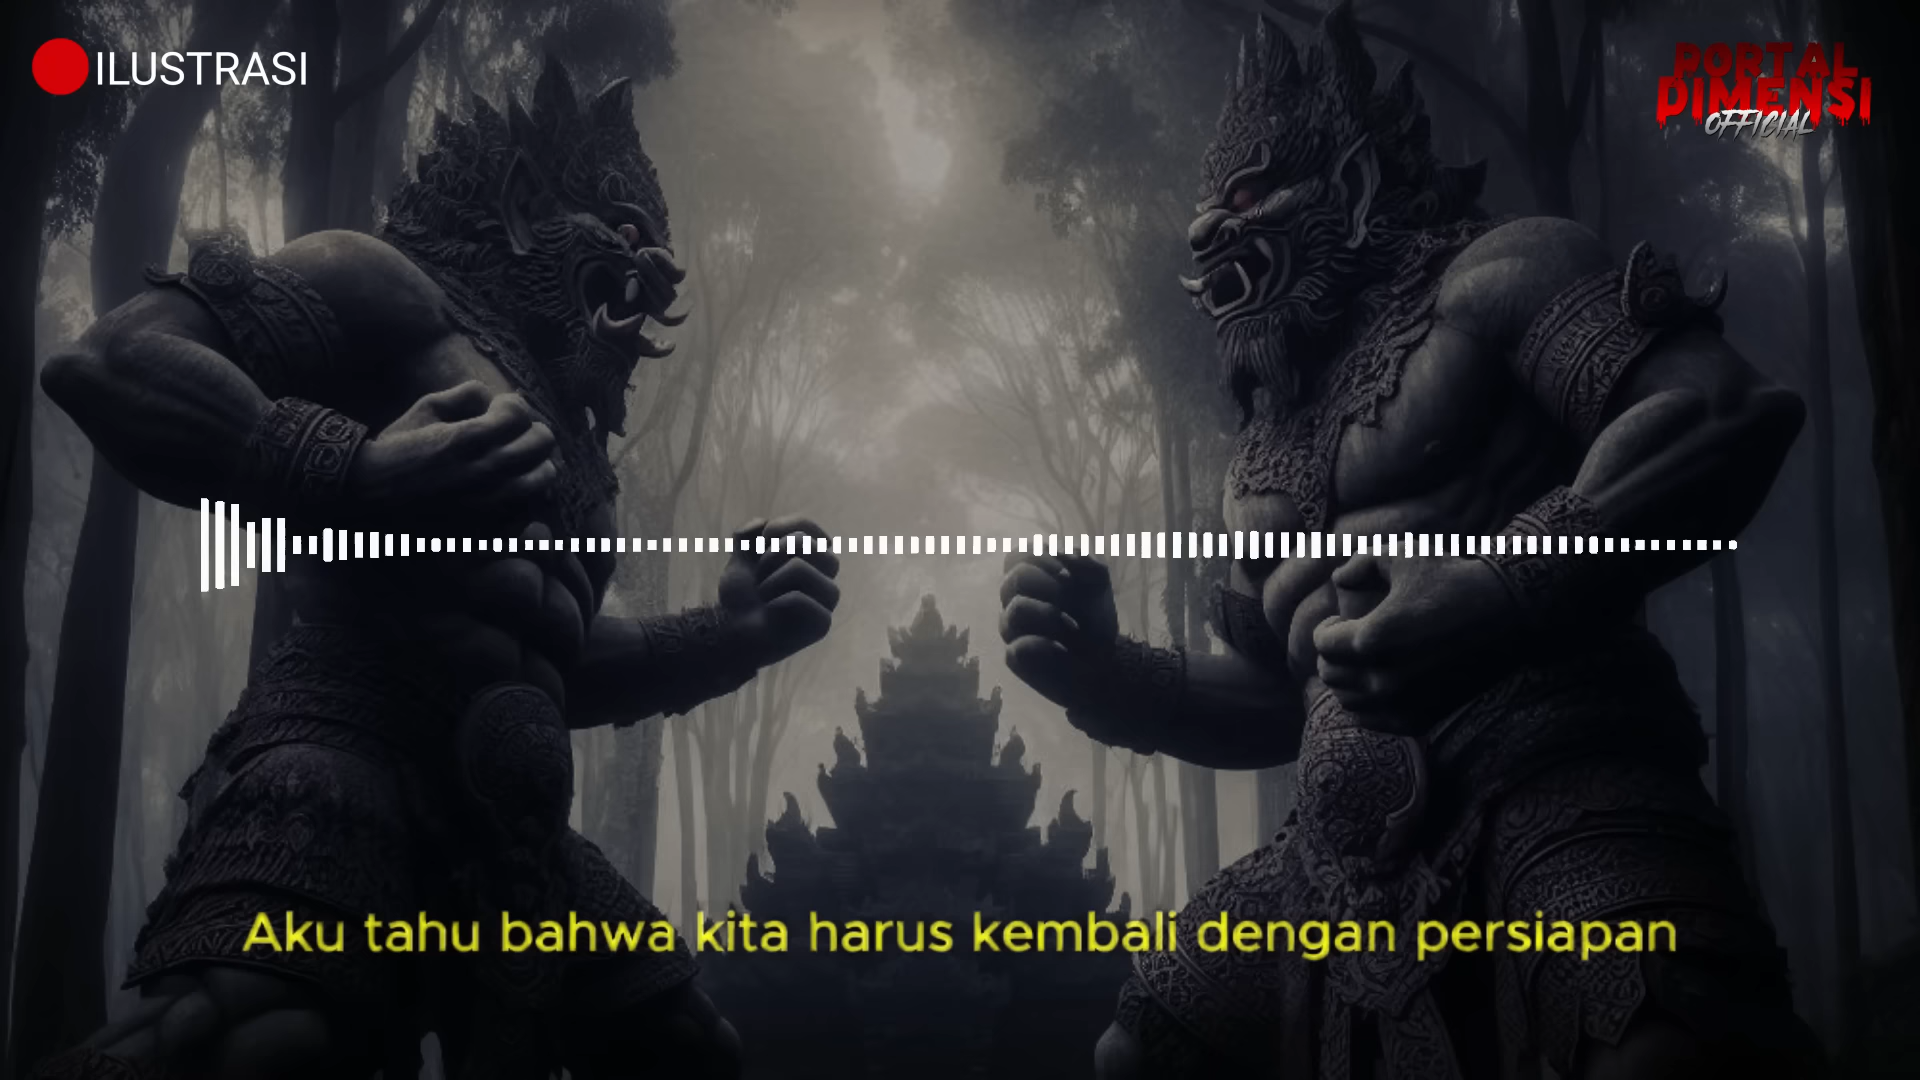 ILUSTRASI
PORTAL
DIMENSI
OFFICIAL
Aku tahu bahwa kita harus kembali dengan persiapan